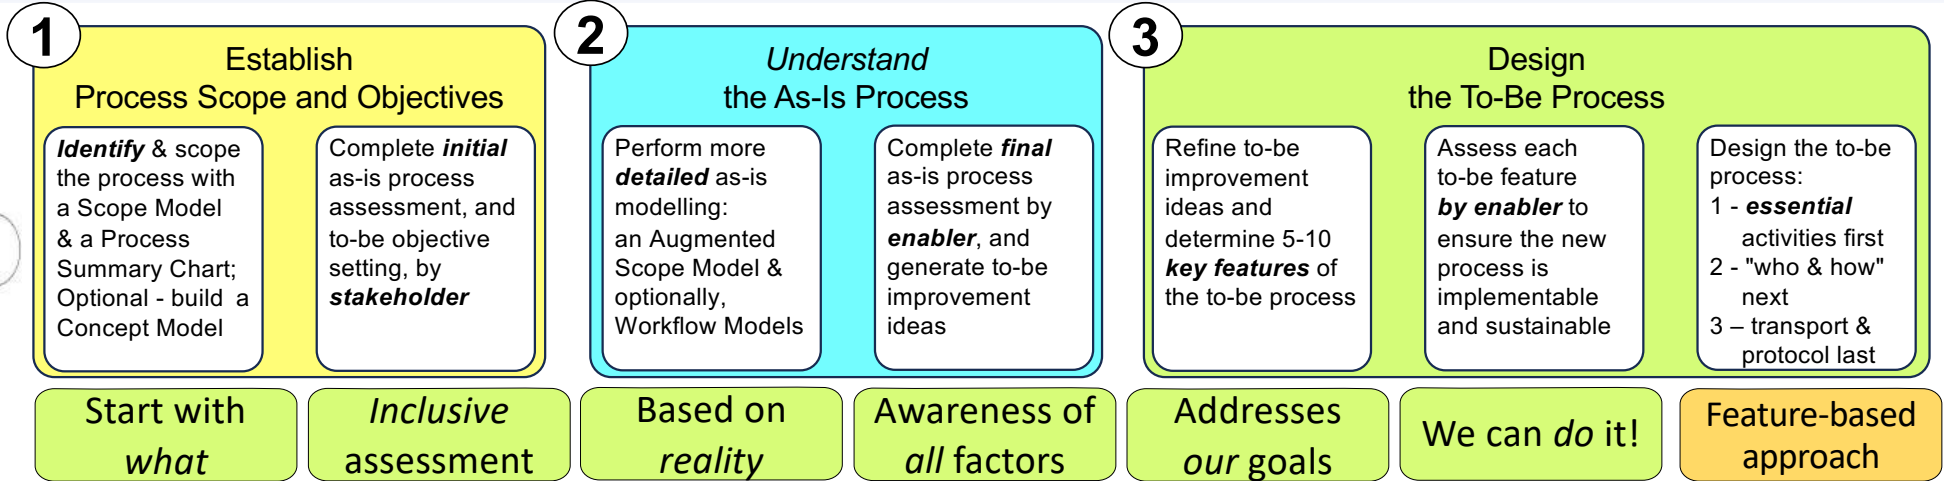 1
Establish
Process Scope and Objectives
Identify & scope
the process with
a Scope Model
& a Process
Summary Chart;
Optional - build a
Concept Model
Complete initial
as-is process
assessment, and
to-be objective
setting, by
stakeholder
2
Understand
the As-Is Process
Perform more
detailed as-is
modelling:
an Augmented
Scope Model &
optionally,
Workflow Models
Complete final
as-is process
assessment by
enabler, and
generate to-be
improvement
ideas
3
Design
the To-Be Process
Refine to-be
improvement
ideas and
determine 5-10
key features of
the to-be process
Assess each
to-be feature
by enabler to
ensure the new
process is
implementable
and sustainable
Design the to-be
process:
1 - essential
activities first
2 - "who & how"
next
3 – transport &
protocol last
Start with
what
Inclusive
assessment
Based on
reality
Awareness of
all factors
Addresses
our goals
We can do it!
Feature-based
approach